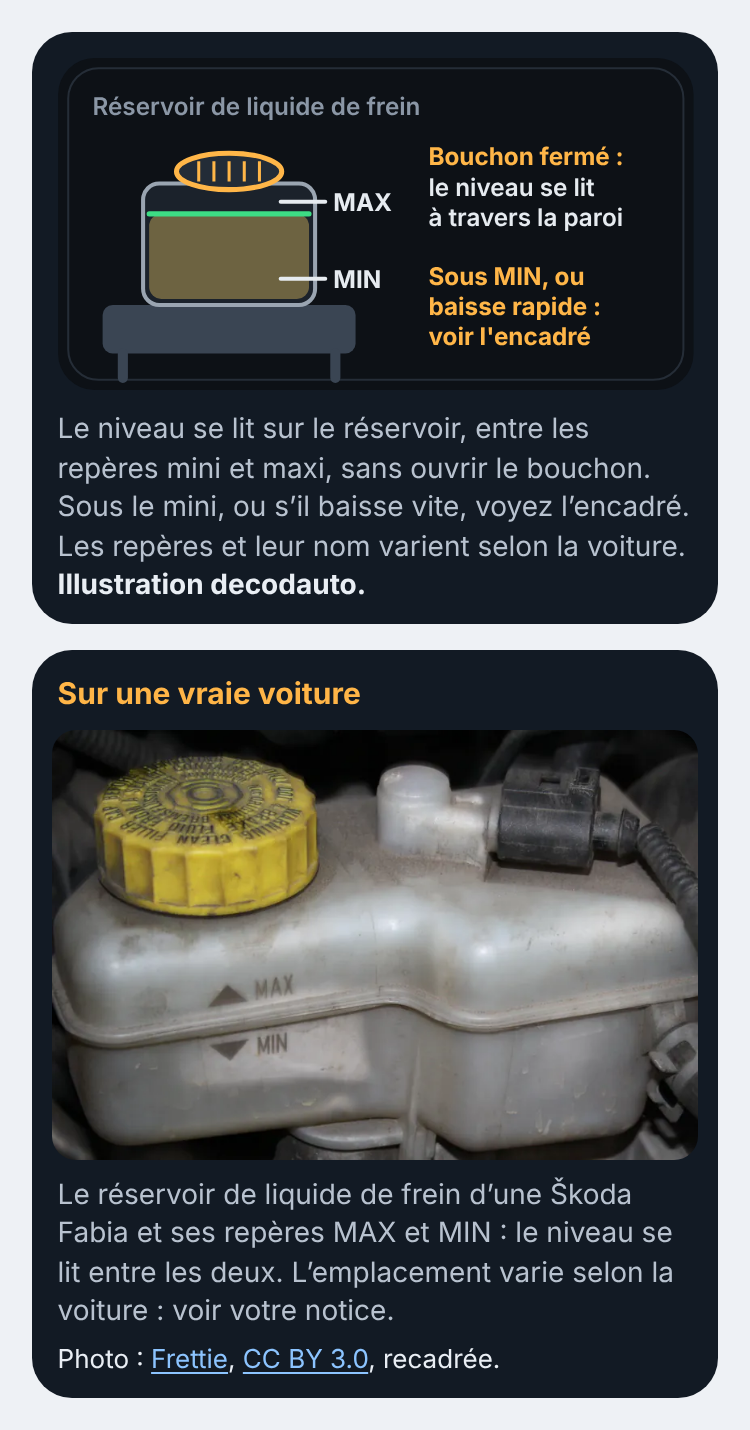 Réservoir de liquide de frein
MAX
MIN
Bouchon fermé :
le niveau se lit
à travers la paroi
Sous MIN, ou
baisse rapide :
voir l'encadré
Le niveau se lit sur le réservoir, entre les
repères mini et maxi, sans ouvrir le bouchon.
Sous le mini, ou s’il baisse vite, voyez l’encadré.
Les repères et leur nom varient selon la voiture.
Illustration decodauto.
Sur une vraie voiture
WARNING CLEAN
FLUID
MAX
MIN
Le réservoir de liquide de frein d’une Škoda
Fabia et ses repères MAX et MIN : le niveau se
lit entre les deux. L’emplacement varie selon la
voiture : voir votre notice.
Photo : Frettie, CC BY 3.0, recadrée.